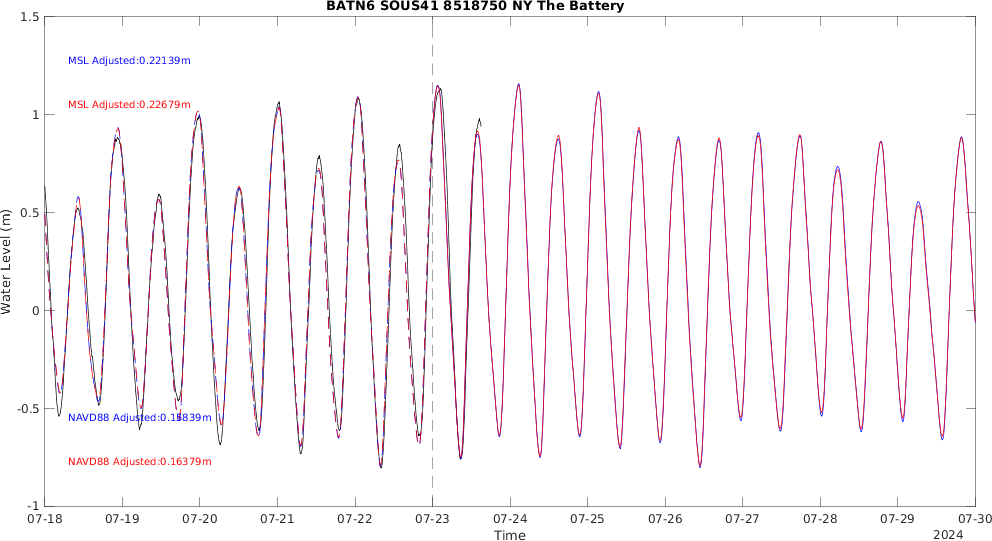 BATN6 SOUS41 8518750 NY The Battery
1.5
MSL Adjusted:0.22139m
MSL Adjusted:0.22679m
1
0.5
Water Level (m)
0
-0.5
NAVD88 Adjusted:0.15839m
NAVD88 Adjusted:0.16379m
-1
07-18 07-19 07-20 07-21 07-22 07-23 07-24 07-25 07-26 07-27 07-28 07-29 07-30
Time
2024